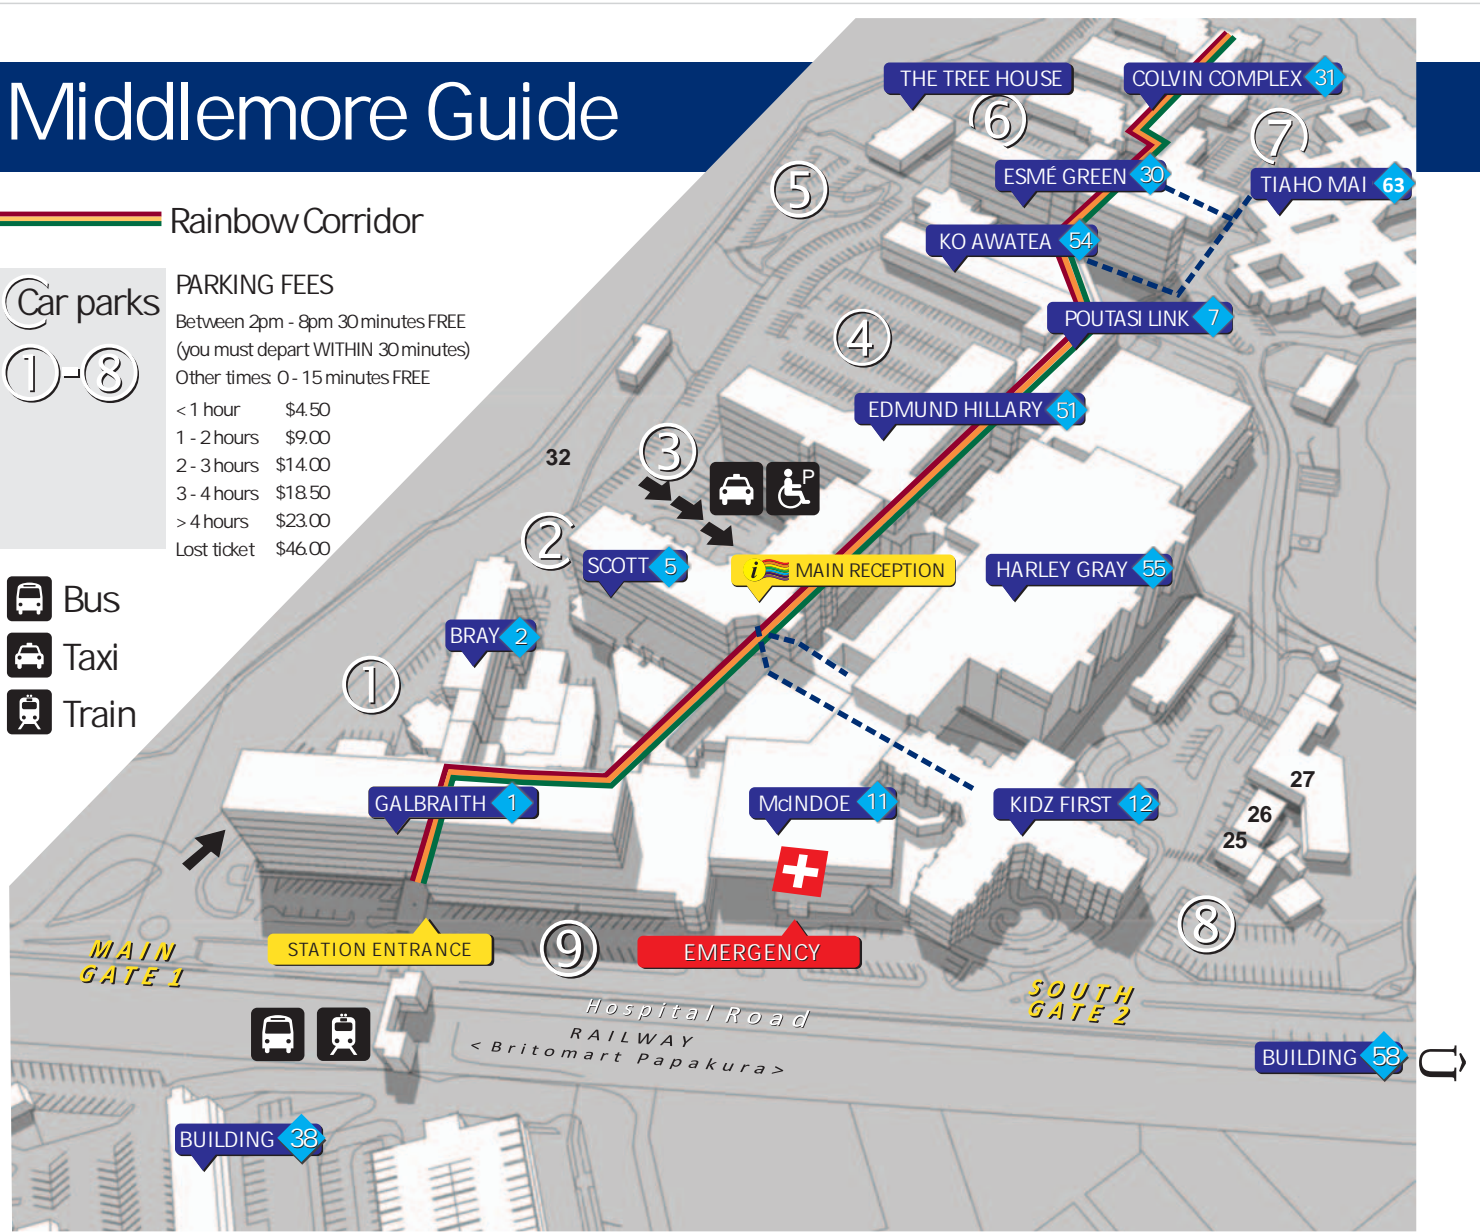 Middlemore Guide
Rainbow Corridor
Car parks
1-8
PARKING FEES
Between 2pm - 8pm 30 minutes FREE
(you must depart WITHIN 30 minutes)
Other times: 0 - 15 minutes FREE
< 1 hour $4.50
1 - 2 hours $9.00
2 - 3 hours $14.00
3 - 4 hours $18.50
> 4 hours $23.00
Lost ticket $46.00
Bus
Taxi
Train
THE TREE HOUSE
COLVIN COMPLEX 31
6
7
5
ESMÉ GREEN 30
TIAHO MAI 63
KO AWATEA 54
POUTASI LINK 7
4
EDMUND HILLARY 51
32
3
P
2
SCOTT 5
i MAIN RECEPTION
HARLEY GRAY 55
BRAY 2
1
GALBRAITH 1
McINDOE 11
KIDZ FIRST 12
27
26
25
8
MAIN
GATE 1
STATION ENTRANCE
9
EMERGENCY
SOUTH
GATE 2
Hospital Road
RAILWAY
< Britomart Papakura >
BUILDING 58
BUILDING 38